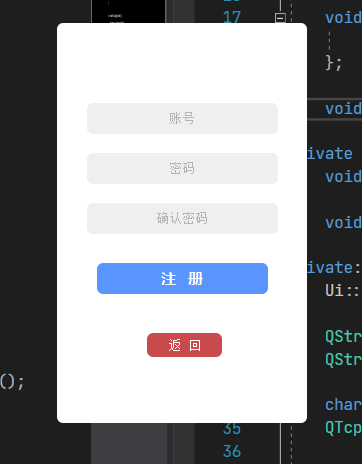 17
void
};
void
账号
密码
ivate
void
确认密码
void
ivate:
注 册
Ui::
返 回
QStr
QStr
();
char
35
QTcp
36